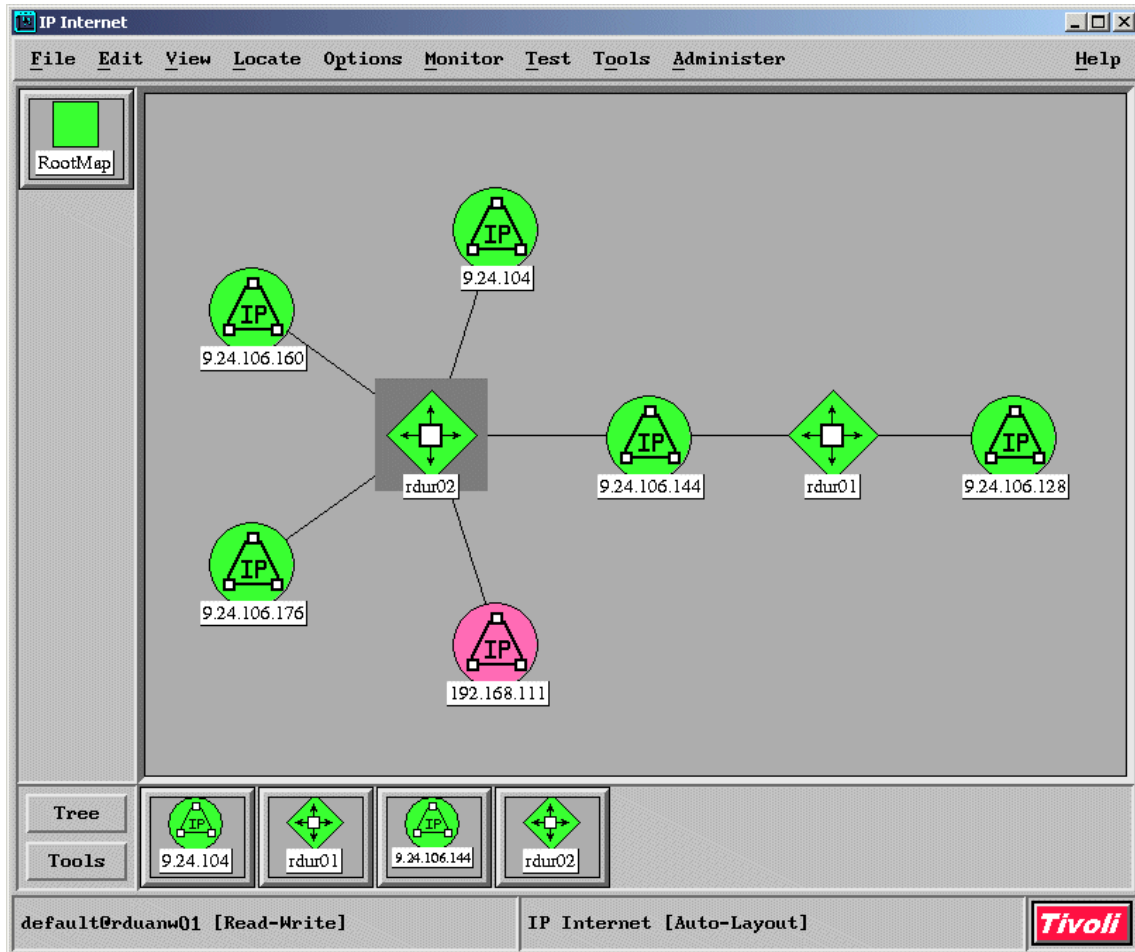 IP Internet
File Edit View Locate Options Monitor Test Tools Administer Help
RootMap
IP
9.24.104
IP
9.24.106.160
rdur02
IP
9.24.106.144
rdur01
IP
9.24.106.128
IP
9.24.106.176
IP
192.168.111
Tree
Tools
IP
9.24.104
rdur01
IP
9.24.106.144
rdur02
default@rduanw01 [Read-Write]
IP Internet [Auto-Layout]
Tivoli